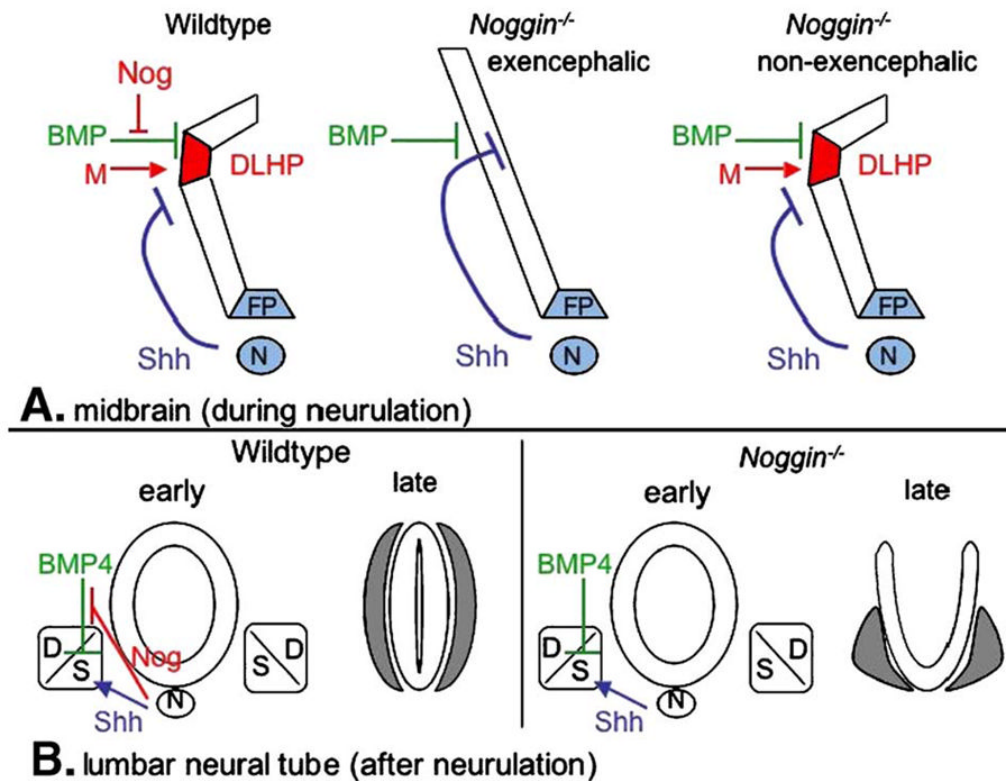 Wildtype
Noggin-/-
exencephalic
Noggin-/-
non-exencephalic
Nog
BMP
M
DLHP
FP
Shh
N
BMP
FP
Shh
N
BMP
M
DLHP
FP
Shh
N
A. midbrain (during neurulation)
Wildtype
early
late
BMP4
D
S
Nog
Shh
N
S
D
Noggin-/-
early
late
BMP4
D
S
Shh
N
S
D
B. lumbar neural tube (after neurulation)